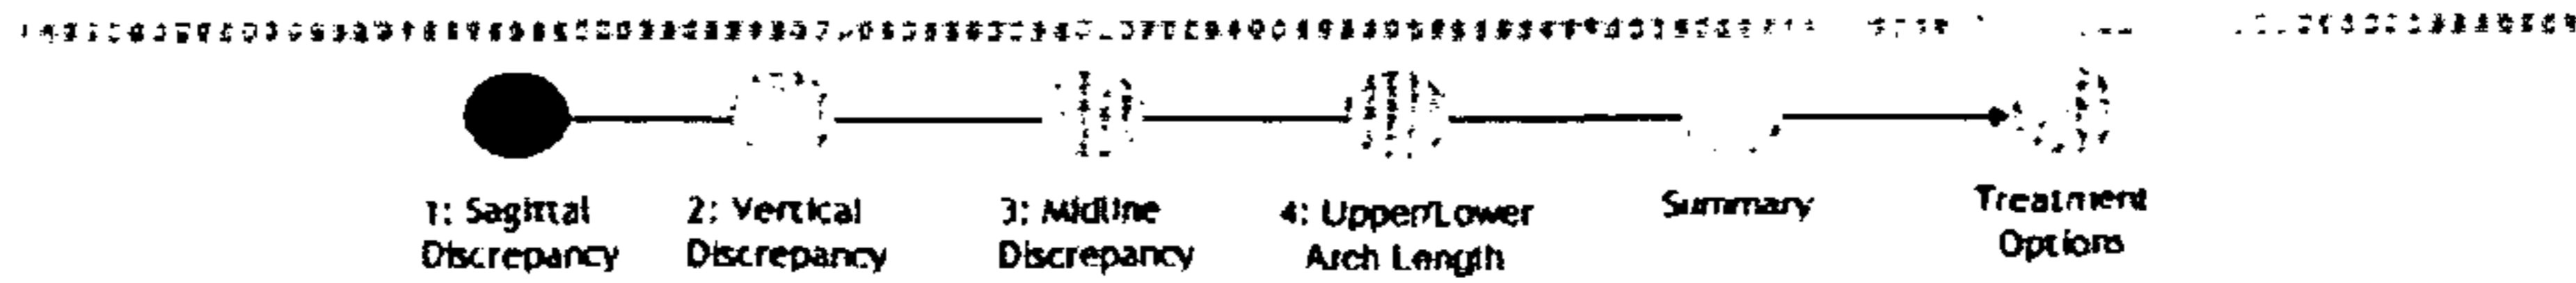 1: Sagittal
Discrepancy
2: Vertical
Discrepancy
3: Midline
Discrepancy
4: Upper/Lower
Arch Length
Summary
Treatment
Options